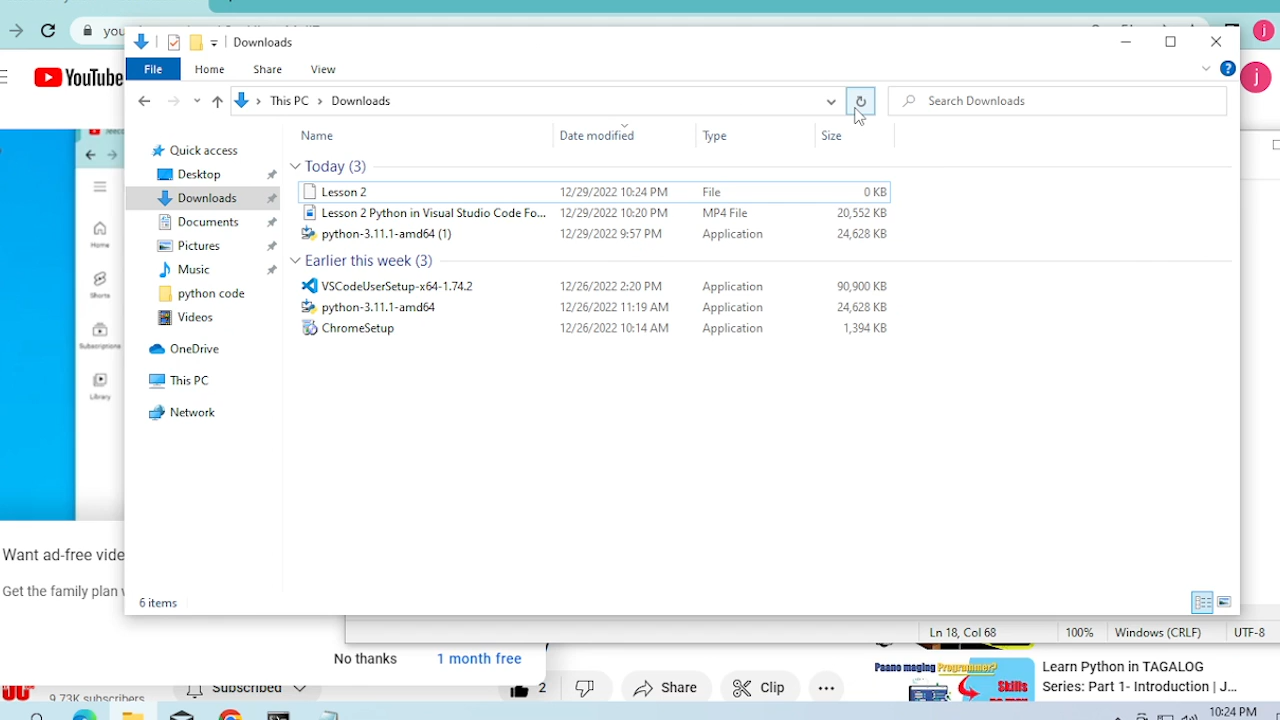 you
j
YouTube
j
Downloads
File Home Share View
This PC Downloads
Search Downloads
Name Date modified Type Size
Quick access
Desktop
Downloads
Documents
Pictures
Music
python code
Videos
OneDrive
This PC
Network
Today (3)
Lesson 2 12/29/2022 10:24 PM File 0 KB
Lesson 2 Python in Visual Studio Code Fo... 12/29/2022 10:20 PM MP4 File 20,552 KB
python-3.11.1-amd64 (1) 12/29/2022 9:57 PM Application 24,628 KB
Earlier this week (3)
VSCodeUserSetup-x64-1.74.2 12/26/2022 2:20 PM Application 90,900 KB
python-3.11.1-amd64 12/26/2022 11:19 AM Application 24,628 KB
ChromeSetup 12/26/2022 10:14 AM Application 1,394 KB
6 items
Home
Shorts
Subscriptions
Library
Want ad-free vide
Get the family plan
No thanks 1 month free
Ln 18, Col 68 100% Windows (CRLF) UTF-8
9.73K subscribers
Subscribed
2
Share
Clip
Paano maging Programmer?
Skills
Learn Python in TAGALOG
Series: Part 1- Introduction | J...
10:24 PM